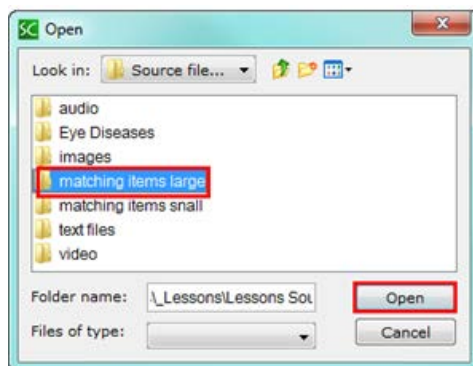 SC Open
Look in: Source file...
audio
Eye Diseases
images
matching items large
matching items snall
text files
video
Folder name: .\_Lessons\Lessons Sou
Open
Files of type:
Cancel